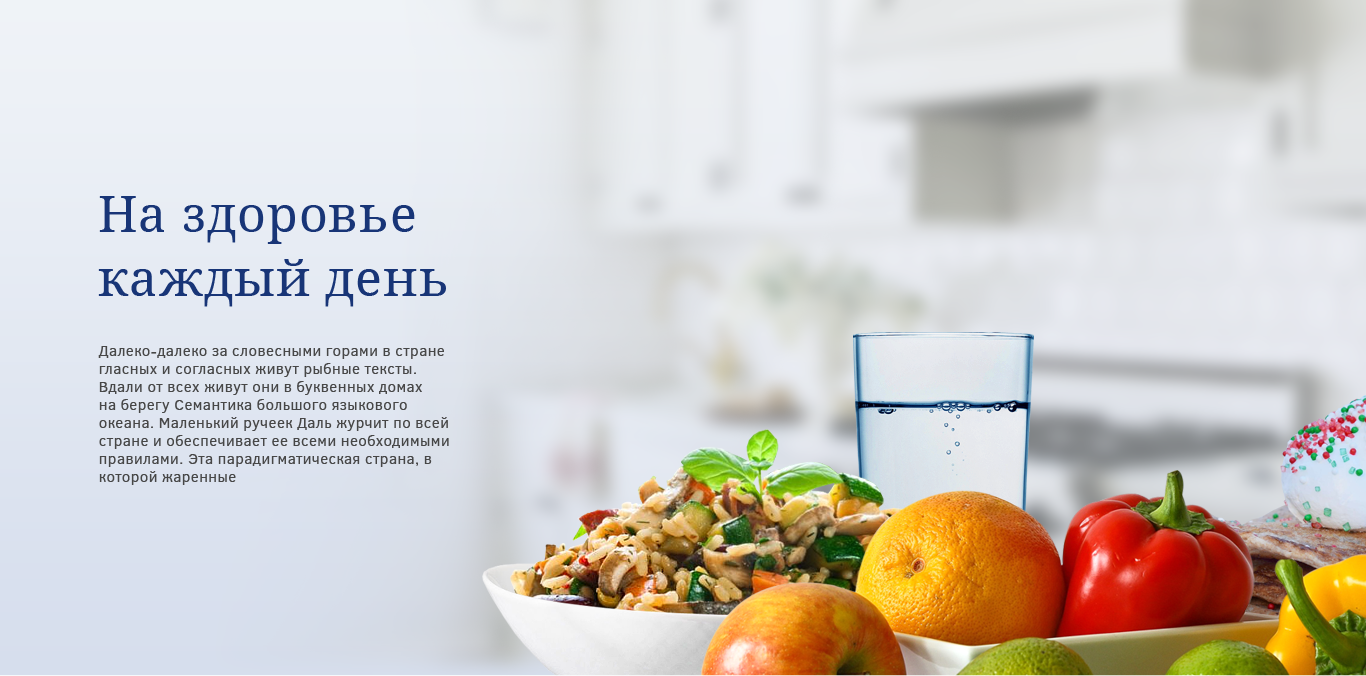 На здоровье
каждый день
Далеко-далеко за словесными горами в стране
гласных и согласных живут рыбные тексты.
Вдали от всех живут они в буквенных домах
на берегу Семантика большого языкового
океана. Маленький ручеек Даль журчит по всей
стране и обеспечивает ее всеми необходимыми
правилами. Эта парадигматическая страна, в
которой жаренные